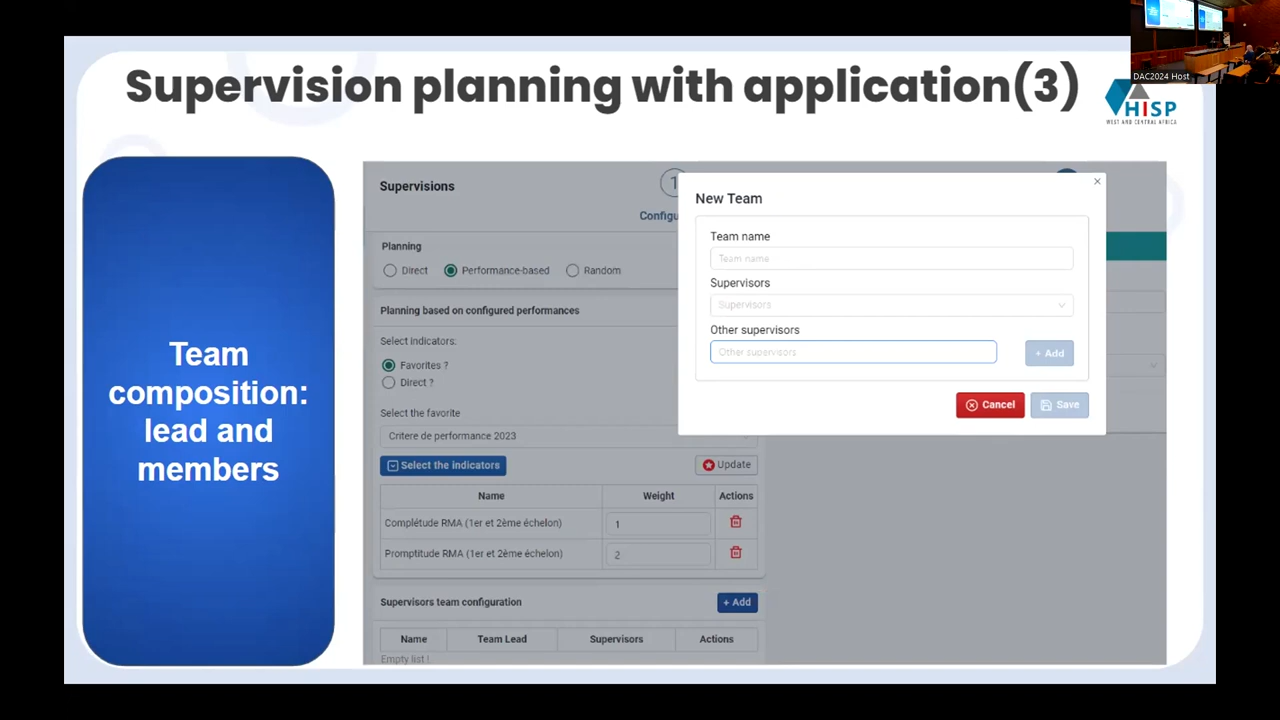 Supervision planning with application(3)
DAC2024 Host
HISP
WEST AND CENTRAL AFRICA
Team
composition:
lead and
members
Supervisions
1
Configu
Planning
Direct
Performance-based
Random
Planning based on configured performances
Select indicators:
Favorites ?
Direct ?
Select the favorite
Critere de performance 2023
Select the indicators
Update
Name Weight Actions
Complétude RMA (1er et 2ème échelon) 1
Promptitude RMA (1er et 2ème échelon) 2
Supervisors team configuration
+ Add
Name Team Lead Supervisors Actions
Empty list !
New Team
×
Team name
Team name
Supervisors
Supervisors
Other supervisors
Other supervisors
+ Add
Cancel
Save